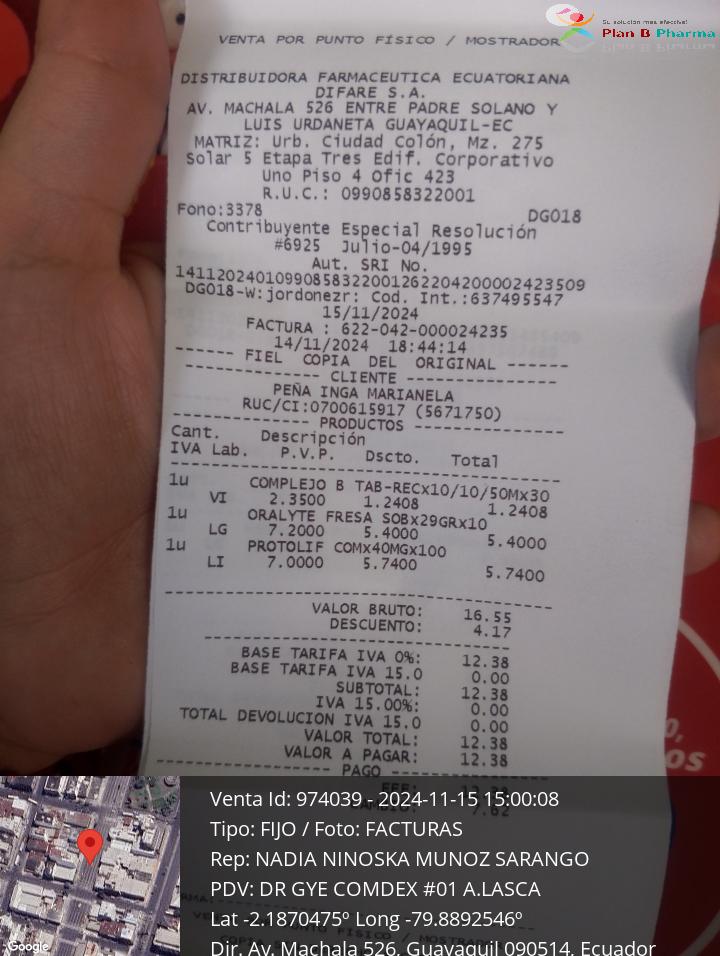 Su solución más efectiva!
Plan B Pharma
VENTA POR PUNTO FÍSICO / MOSTRADOR
DISTRIBUIDORA FARMACEUTICA ECUATORIANA
DIFARE S.A.
AV. MACHALA 526 ENTRE PADRE SOLANO Y
LUIS URDANETA GUAYAQUIL-EC
MATRIZ: Urb. Ciudad Colón, Mz. 275
Solar 5 Etapa Tres Edif. Corporativo
Uno Piso 4 Ofic 423
R.U.C.: 0990858322001
Fono:3378 DG018
Contribuyente Especial Resolución
#6925 Julio-04/1995
Aut. SRI No.
14112024010990858322001262204200002423509
DG018-W:jordonezr: Cod. Int.:637495547
15/11/2024
FACTURA : 622-042-000024235
14/11/2024 18:44:14
------ FIEL COPIA DEL ORIGINAL ------
-------------- CLIENTE ---------------
PEÑA INGA MARIANELA
RUC/CI:0700615917 (5671750)
-------------- PRODUCTOS ---------------
Cant. Descripción
IVA Lab. P.V.P. Dscto. Total
1u COMPLEJO B TAB-RECx10/10/50Mx30
VI 2.3500 1.2408 1.2408
1u ORALYTE FRESA SOBx29GRx10
LG 7.2000 5.4000 5.4000
1u PROTOLIF COMx40MGx100
LI 7.0000 5.7400 5.7400
VALOR BRUTO: 16.55
DESCUENTO: 4.17
BASE TARIFA IVA 0%: 12.38
BASE TARIFA IVA 15.0 0.00
SUBTOTAL: 12.38
IVA 15.00%: 0.00
TOTAL DEVOLUCION IVA 15.0 0.00
VALOR TOTAL: 12.38
VALOR A PAGAR: 12.38
----------------- PAGO ---------------
7.62
Venta Id: 974039 - 2024-11-15 15:00:08
Tipo: FIJO / Foto: FACTURAS
Rep: NADIA NINOSKA MUNOZ SARANGO
PDV: DR GYE COMDEX #01 A.LASCA
Lat -2.1870475º Long -79.8892546º
Dir. Av. Machala 526, Guayaquil 090514, Ecuador
Google